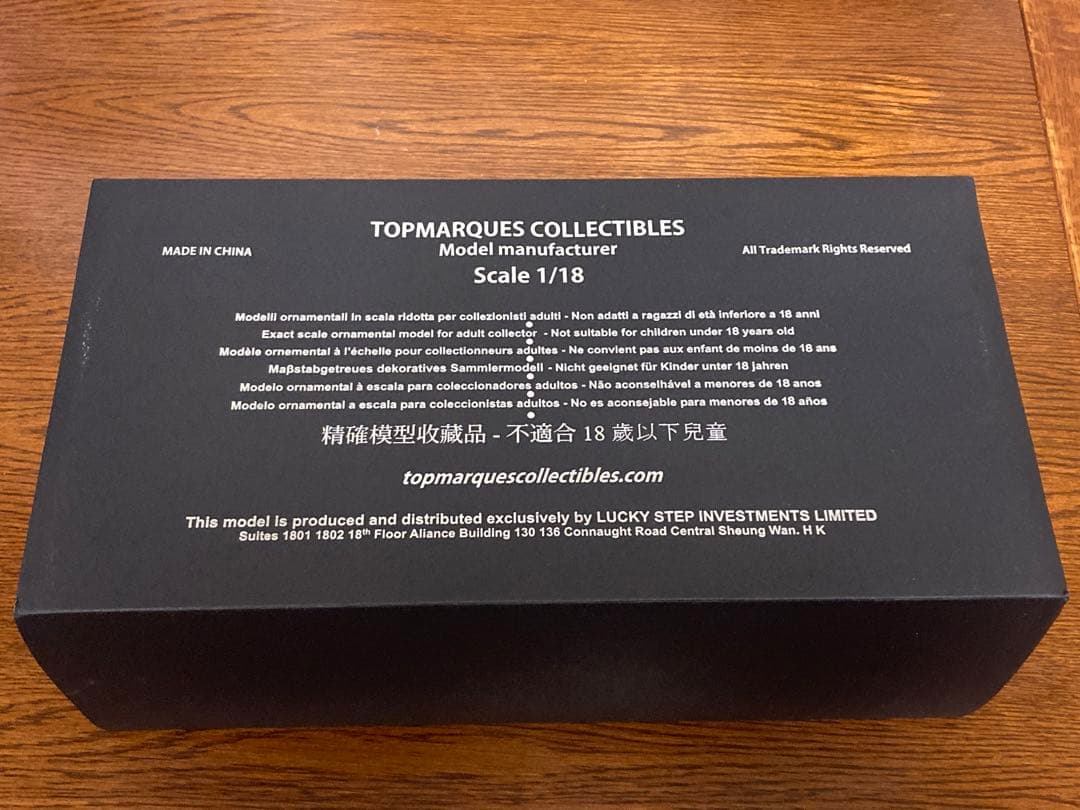 TOPMARQUES COLLECTIBLES
MADE IN CHINA
Model manufacturer
All Trademark Rights Reserved
Scale 1/18
Modelli ornamentali in scala ridotta per collezionisti adulti - Non adatti a ragazzi di età inferiore a 18 anni
Exact scale ornamental model for adult collector - Not suitable for children under 18 years old
Modèle ornemental à l'échelle pour collectionneurs adultes - Ne convient pas aux enfant de moins de 18 ans
Maβstabgetreues dekoratives Sammlermodell - Nicht geeignet für Kinder unter 18 jahren
Modelo ornamental à escala para coleccionadores adultos - Não aconselhável a menores de 18 anos
Modelo ornamental a escala para coleccionistas adultos - No es aconsejable para menores de 18 años
精確模型收藏品 - 不適合 18 歲以下兒童
topmarquescollectibles.com
This model is produced and distributed exclusively by LUCKY STEP INVESTMENTS LIMITED
Suites 1801 1802 18th Floor Aliance Building 130 136 Connaught Road Central Sheung Wan. H K